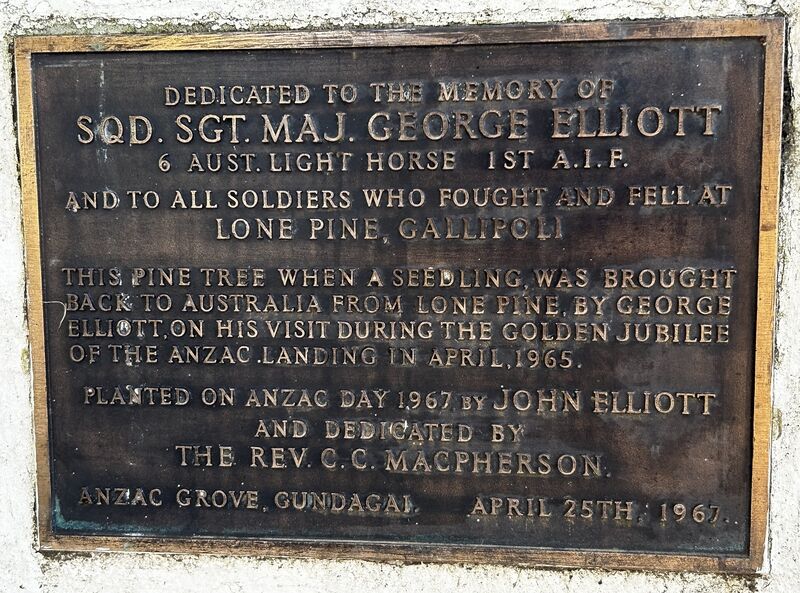 DEDICATED TO THE MEMORY OF
SQD. SGT. MAJ. GEORGE ELLIOTT
6 AUST. LIGHT HORSE 1ST A.I.F.
AND TO ALL SOLDIERS WHO FOUGHT AND FELL AT
LONE PINE, GALLIPOLI
THIS PINE TREE WHEN A SEEDLING, WAS BROUGHT
BACK TO AUSTRALIA FROM LONE PINE, BY GEORGE
ELLIOTT, ON HIS VISIT DURING THE GOLDEN JUBILEE
OF THE ANZAC LANDING IN APRIL, 1965.
PLANTED ON ANZAC DAY 1967 BY JOHN ELLIOTT
AND DEDICATED BY
THE REV. C. C. MACPHERSON.
ANZAC GROVE, GUNDAGAI. APRIL 25TH, 1967.